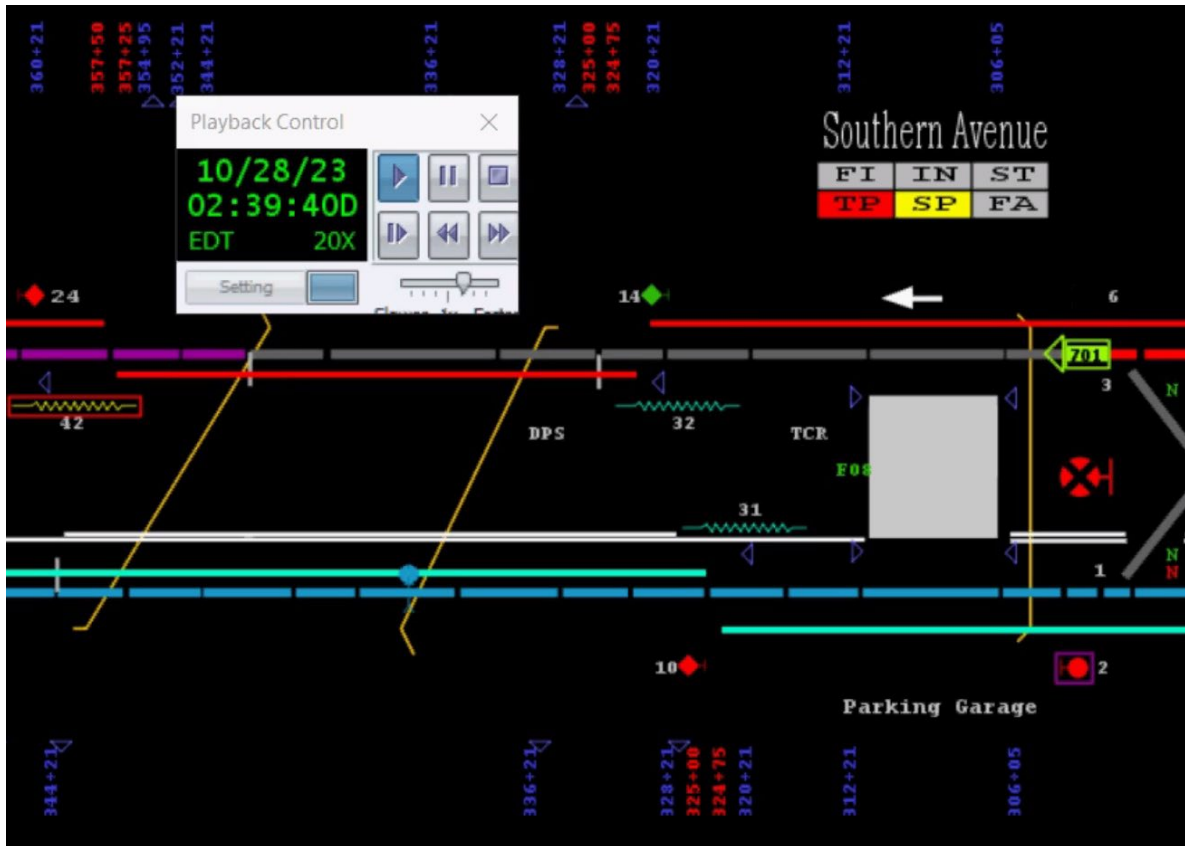 360+21
357+50
357+25
354+95
352+21
344+21
336+21
328+21
325+00
324+75
320+21
312+21
306+05
Playback Control
10/28/23
02:39:40D
EDT 20X
Setting
Southern Avenue
FI IN ST
TP SP FA
24
14
6
701
3
N
42
32
DPS
TCR
F08
31
N
1
N
10
2
Parking Garage
344+21
336+21
328+21
325+00
324+75
320+21
312+21
306+05